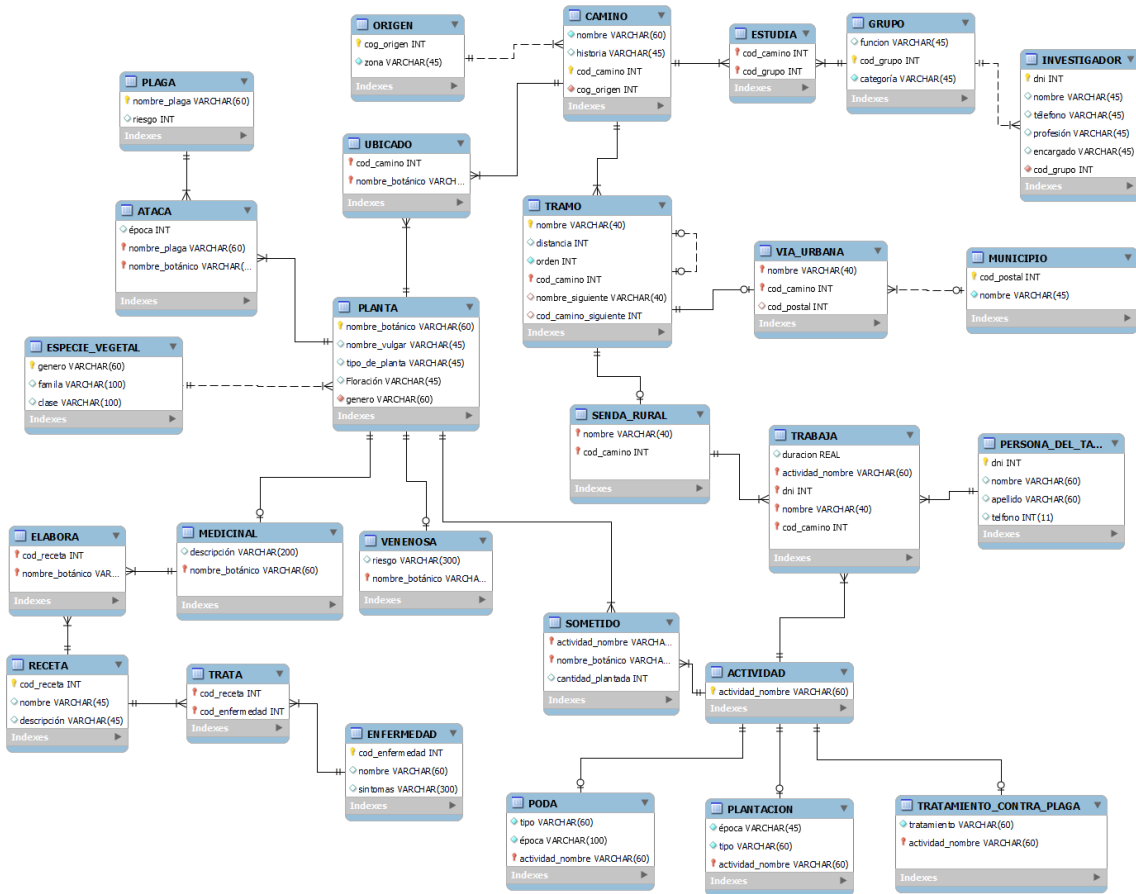 ORIGEN
cog_origen INT
zona VARCHAR(45)
Indexes
CAMINO
nombre VARCHAR(60)
historia VARCHAR(45)
cod_camino INT
cog_origen INT
Indexes
ESTUDIA
cod_camino INT
cod_grupo INT
Indexes
GRUPO
funcion VARCHAR(45)
cod_grupo INT
categoría VARCHAR(45)
Indexes
INVESTIGADOR
dni INT
nombre VARCHAR(45)
télefono VARCHAR(45)
profesión VARCHAR(45)
encargado VARCHAR(45)
cod_grupo INT
Indexes
PLAGA
nombre_plaga VARCHAR(60)
riesgo INT
Indexes
UBICADO
cod_camino INT
nombre_botánico VARCH...
Indexes
ATACA
época INT
nombre_plaga VARCHAR(60)
nombre_botánico VARCHAR(...
Indexes
TRAMO
nombre VARCHAR(40)
distancia INT
orden INT
cod_camino INT
nombre_siguiente VARCHAR(40)
cod_camino_siguiente INT
Indexes
VIA_URBANA
nombre VARCHAR(40)
cod_camino INT
cod_postal INT
Indexes
MUNICIPIO
cod_postal INT
nombre VARCHAR(45)
Indexes
ESPECIE_VEGETAL
genero VARCHAR(60)
famila VARCHAR(100)
clase VARCHAR(100)
Indexes
PLANTA
nombre_botánico VARCHAR(60)
nombre_vulgar VARCHAR(45)
tipo_de_planta VARCHAR(45)
Floración VARCHAR(45)
genero VARCHAR(60)
Indexes
SENDA_RURAL
nombre VARCHAR(40)
cod_camino INT
Indexes
TRABAJA
duracion REAL
actividad_nombre VARCHAR(60)
dni INT
nombre VARCHAR(40)
cod_camino INT
Indexes
PERSONA_DEL_TA...
dni INT
nombre VARCHAR(60)
apellido VARCHAR(60)
telfono INT(11)
Indexes
ELABORA
cod_receta INT
nombre_botánico VAR...
Indexes
MEDICINAL
descripción VARCHAR(200)
nombre_botánico VARCHAR(60)
Indexes
VENENOSA
riesgo VARCHAR(300)
nombre_botánico VARCHA...
Indexes
SOMETIDO
actividad_nombre VARCHA...
nombre_botánico VARCHA...
cantidad_plantada INT
Indexes
RECETA
cod_receta INT
nombre VARCHAR(45)
descripción VARCHAR(45)
Indexes
TRATA
cod_receta INT
cod_enfermedad INT
Indexes
ACTIVIDAD
actividad_nombre VARCHAR(60)
Indexes
ENFERMEDAD
cod_enfermedad INT
nombre VARCHAR(60)
sintomas VARCHAR(300)
Indexes
PODA
tipo VARCHAR(60)
época VARCHAR(100)
actividad_nombre VARCHAR(60)
Indexes
PLANTACION
época VARCHAR(45)
tipo VARCHAR(60)
actividad_nombre VARCHAR(60)
Indexes
TRATAMIENTO_CONTRA_PLAGA
tratamiento VARCHAR(60)
actividad_nombre VARCHAR(60)
Indexes